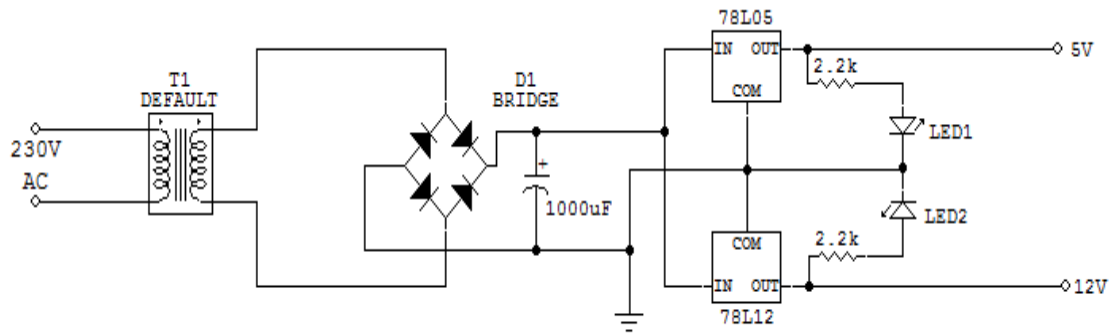 T1
DEFAULT
230V
AC
D1
BRIDGE
+
1000uF
78L05
IN OUT
COM
2.2k
5V
LED1
LED2
2.2k
COM
IN OUT
78L12
12V